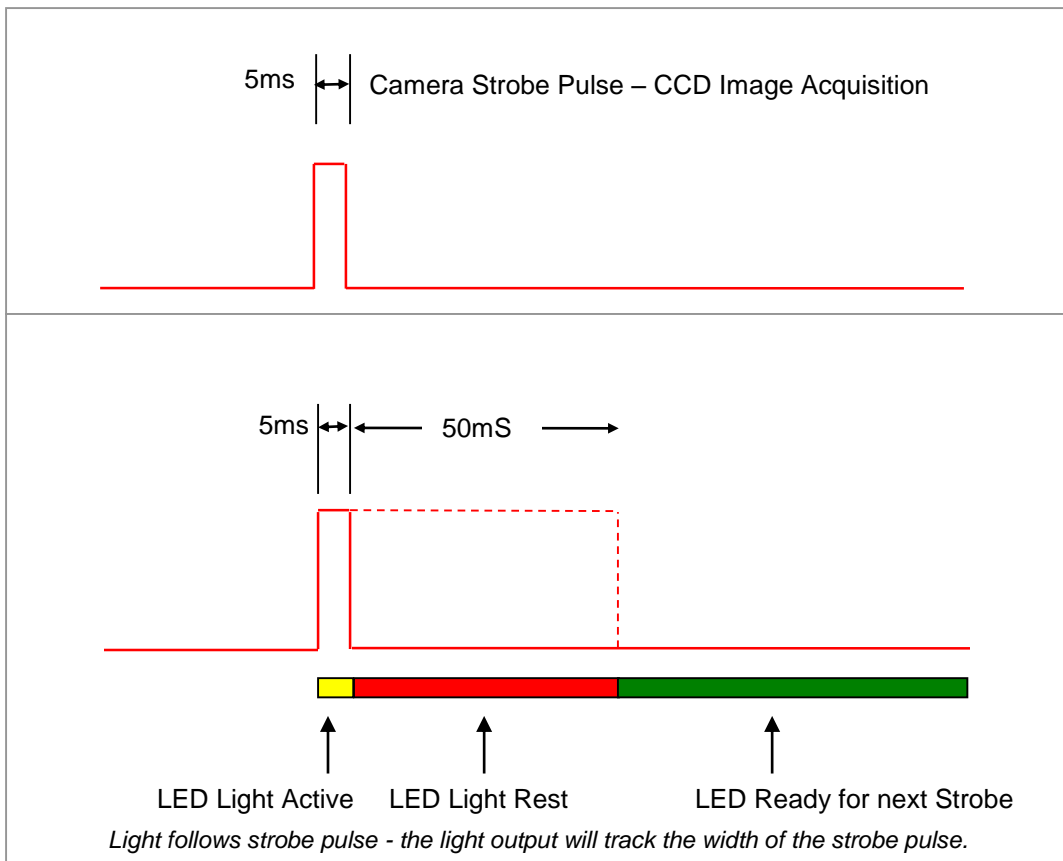 5ms Camera Strobe Pulse – CCD Image Acquisition
5ms 50mS
LED Light Active LED Light Rest LED Ready for next Strobe
Light follows strobe pulse - the light output will track the width of the strobe pulse.